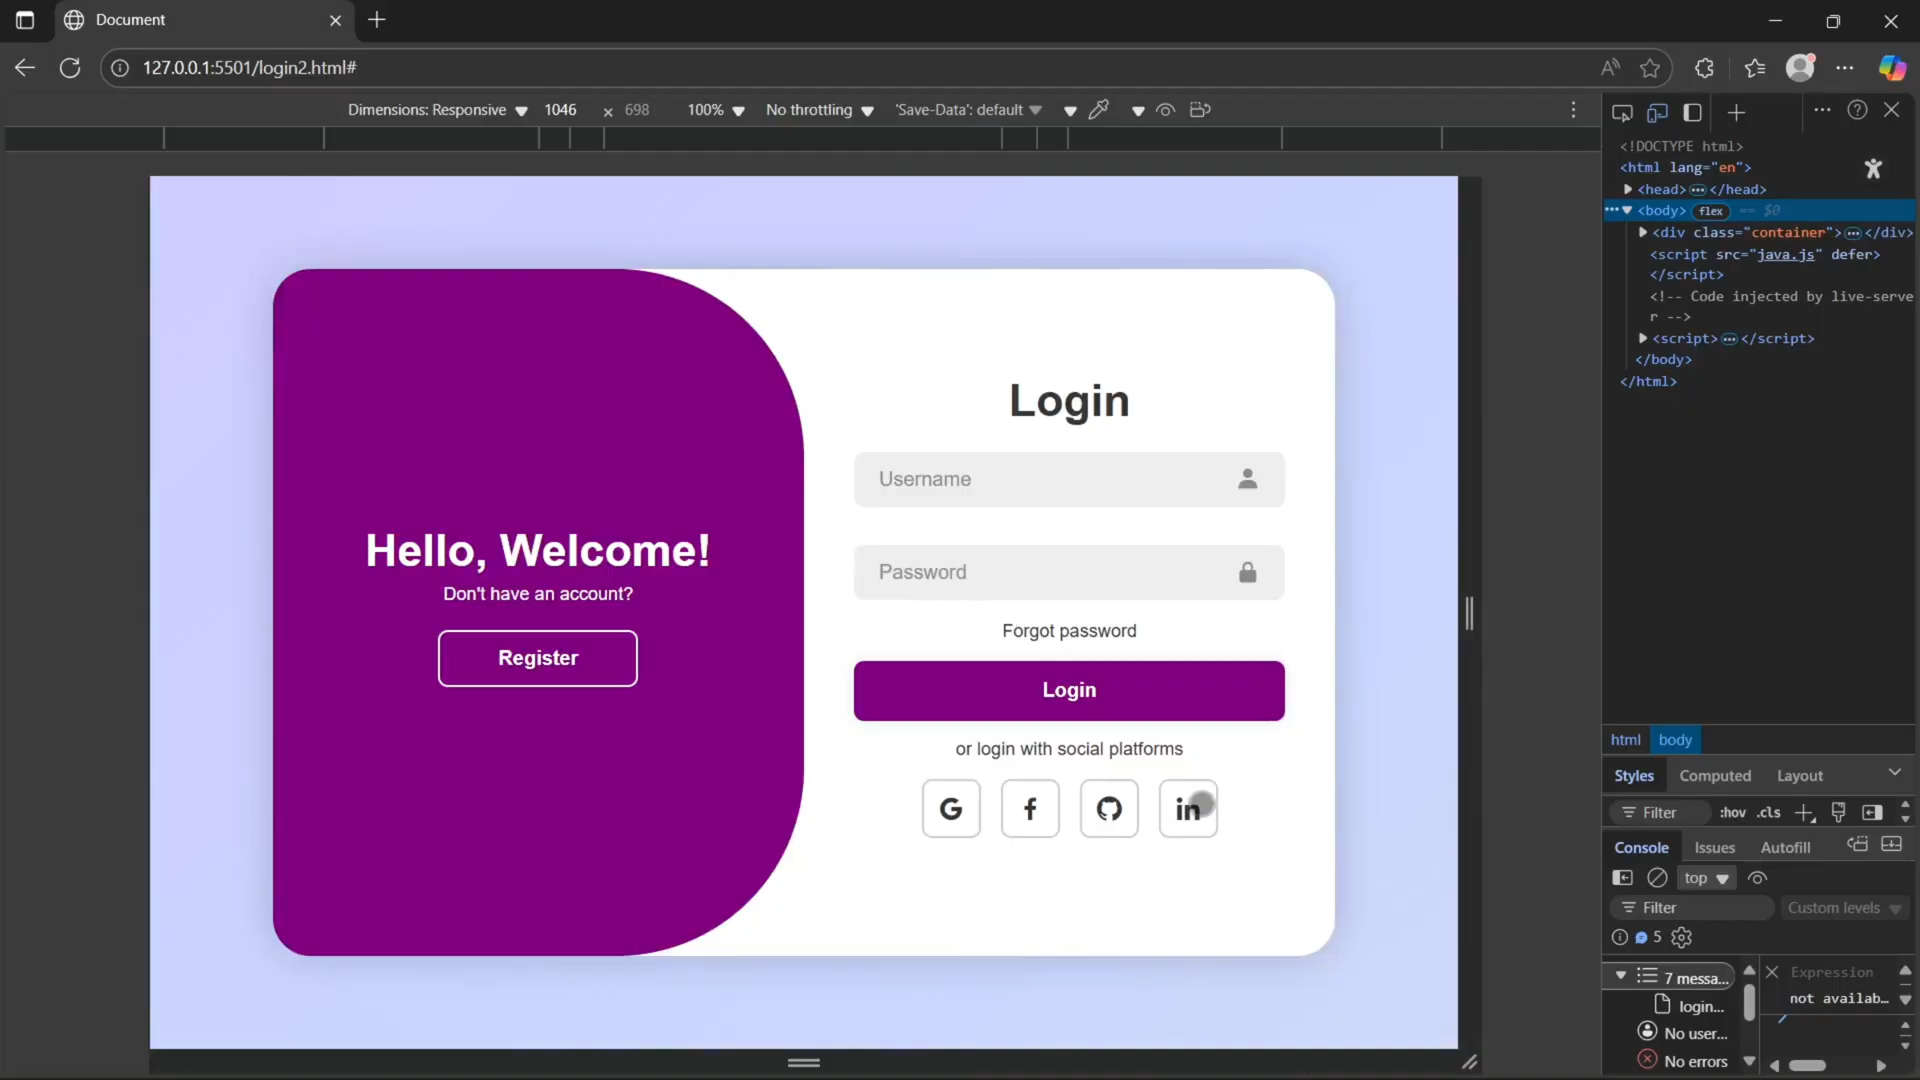 Document
127.0.0.1:5501/login2.html#
Dimensions: Responsive 1046 x 698 100% No throttling 'Save-Data': default
<!DOCTYPE html>
<html lang="en">
<head>…</head>
<body> flex == $0
<div class="container">…</div>
<script src="java.js" defer>
</script>
<!-- Code injected by live-serve
r -->
<script>…</script>
</body>
</html>
Login
Username
Password
Forgot password
Login
or login with social platforms
G f in
Hello, Welcome!
Don't have an account?
Register
html body
Styles Computed Layout
Filter :hov .cls
Console Issues Autofill
top
Filter Custom levels
5
7 messa... Expression
login... not availab...
No user...
No errors